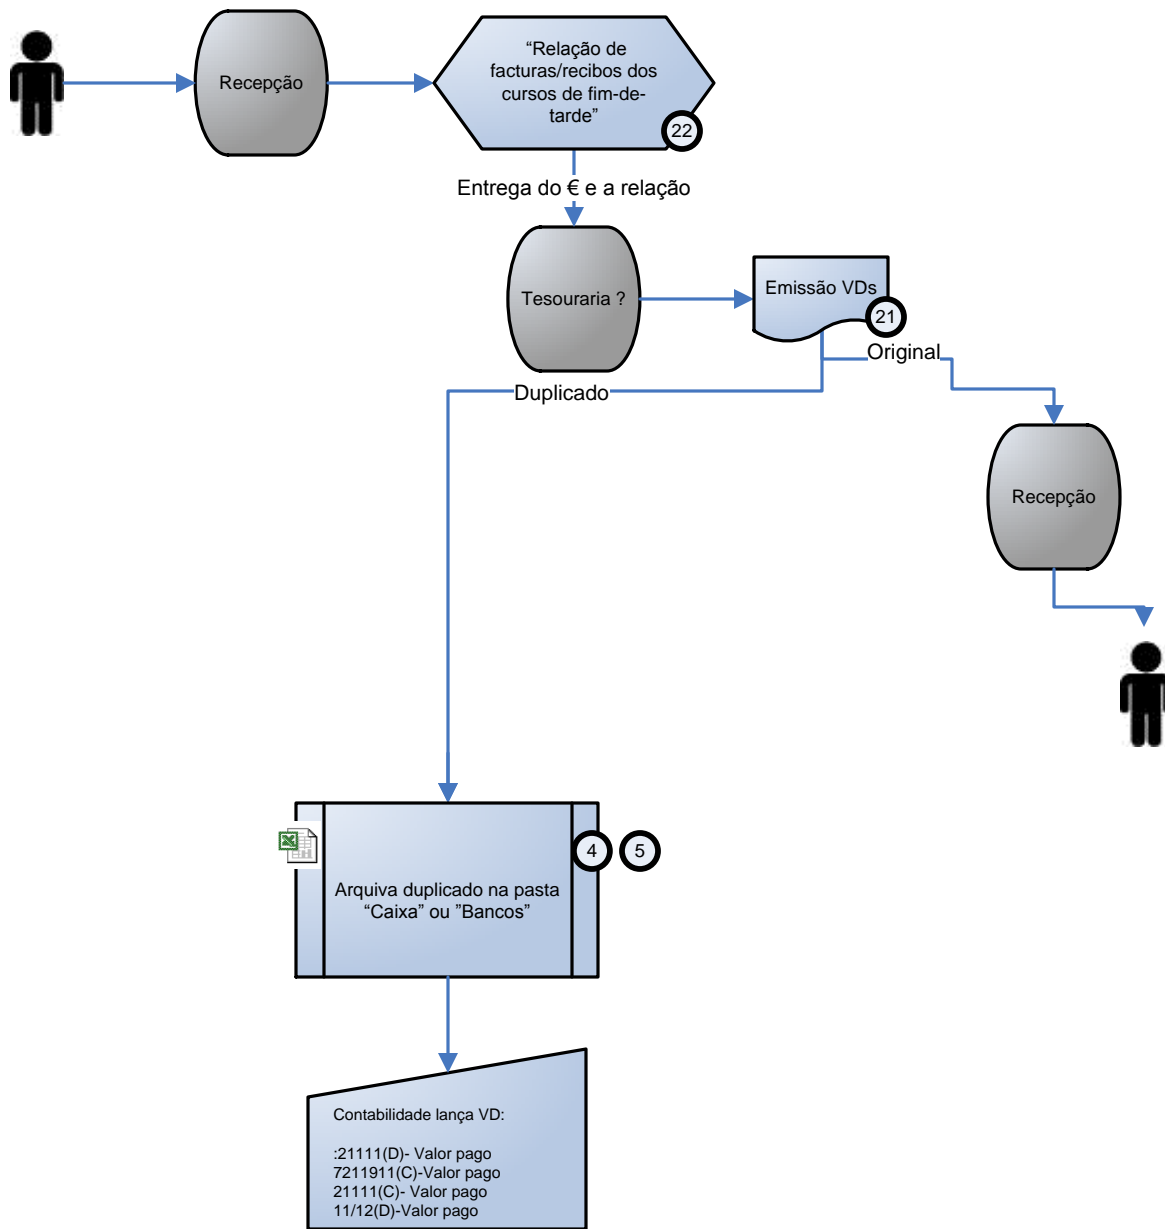 Recepção
“Relação de
facturas/recibos dos
cursos de fim-de-
tarde”
22
Entrega do € e a relação
Tesouraria ?
Emissão VDs
21
Original
Duplicado
Recepção
4
5
Arquiva duplicado na pasta
“Caixa” ou ”Bancos”
Contabilidade lança VD:
:21111(D)- Valor pago
7211911(C)-Valor pago
21111(C)- Valor pago
11/12(D)-Valor pago